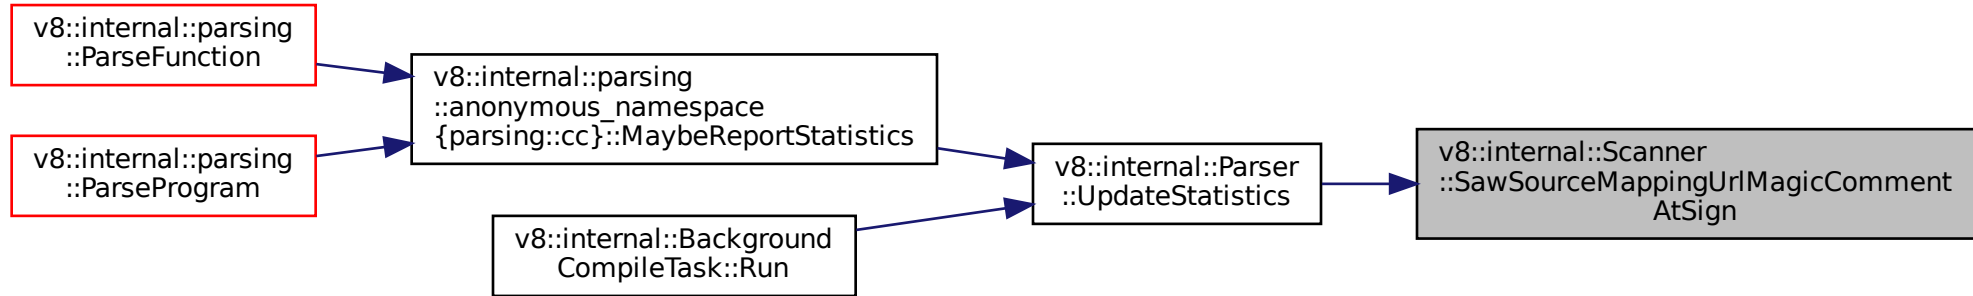 v8::internal::parsing
::ParseFunction
v8::internal::parsing
::ParseProgram
v8::internal::parsing
::anonymous_namespace
{parsing::cc}::MaybeReportStatistics
v8::internal::Background
CompileTask::Run
v8::internal::Parser
::UpdateStatistics
v8::internal::Scanner
::SawSourceMappingUrlMagicComment
AtSign